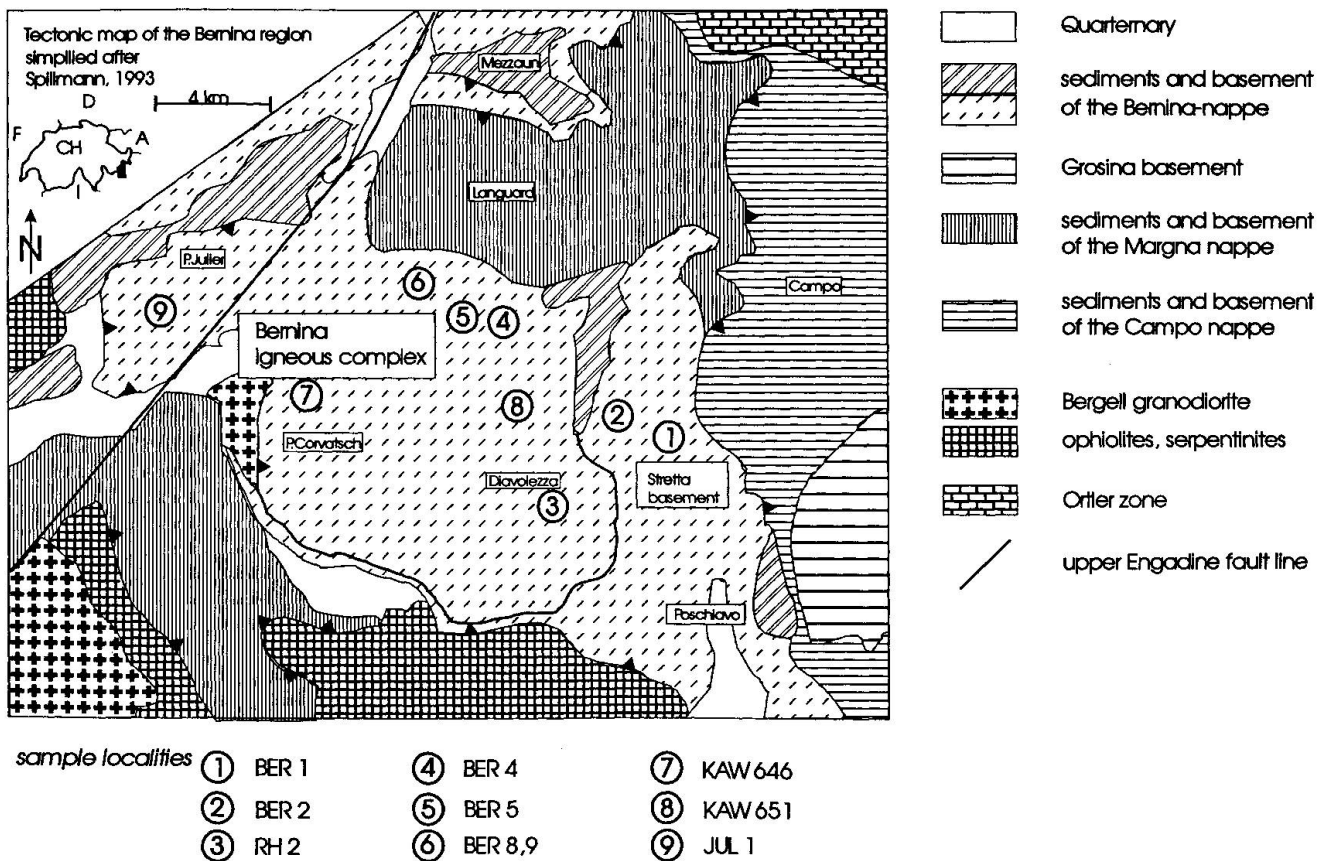 Tectonic map of the Bernina region
simplified after
Spillmann, 1993
D
4 km
F
A
CH
I
N
Mezzaun
Languard
P.Julier
Campo
9
6
5
4
Bernina
Igneous complex
7
8
2
1
P.Corvatsch
Diavolezza
3
Stretta
basement
Poschiavo
Quarternary
sediments and basement
of the Bernina-nappe
Grosina basement
sediments and basement
of the Margna nappe
sediments and basement
of the Campo nappe
Bergell granodiorite
ophiolites, serpentinites
Ortler zone
upper Engadine fault line
sample localities
1 BER 1
4 BER 4
7 KAW 646
2 BER 2
5 BER 5
8 KAW 651
3 RH 2
6 BER 8,9
9 JUL 1